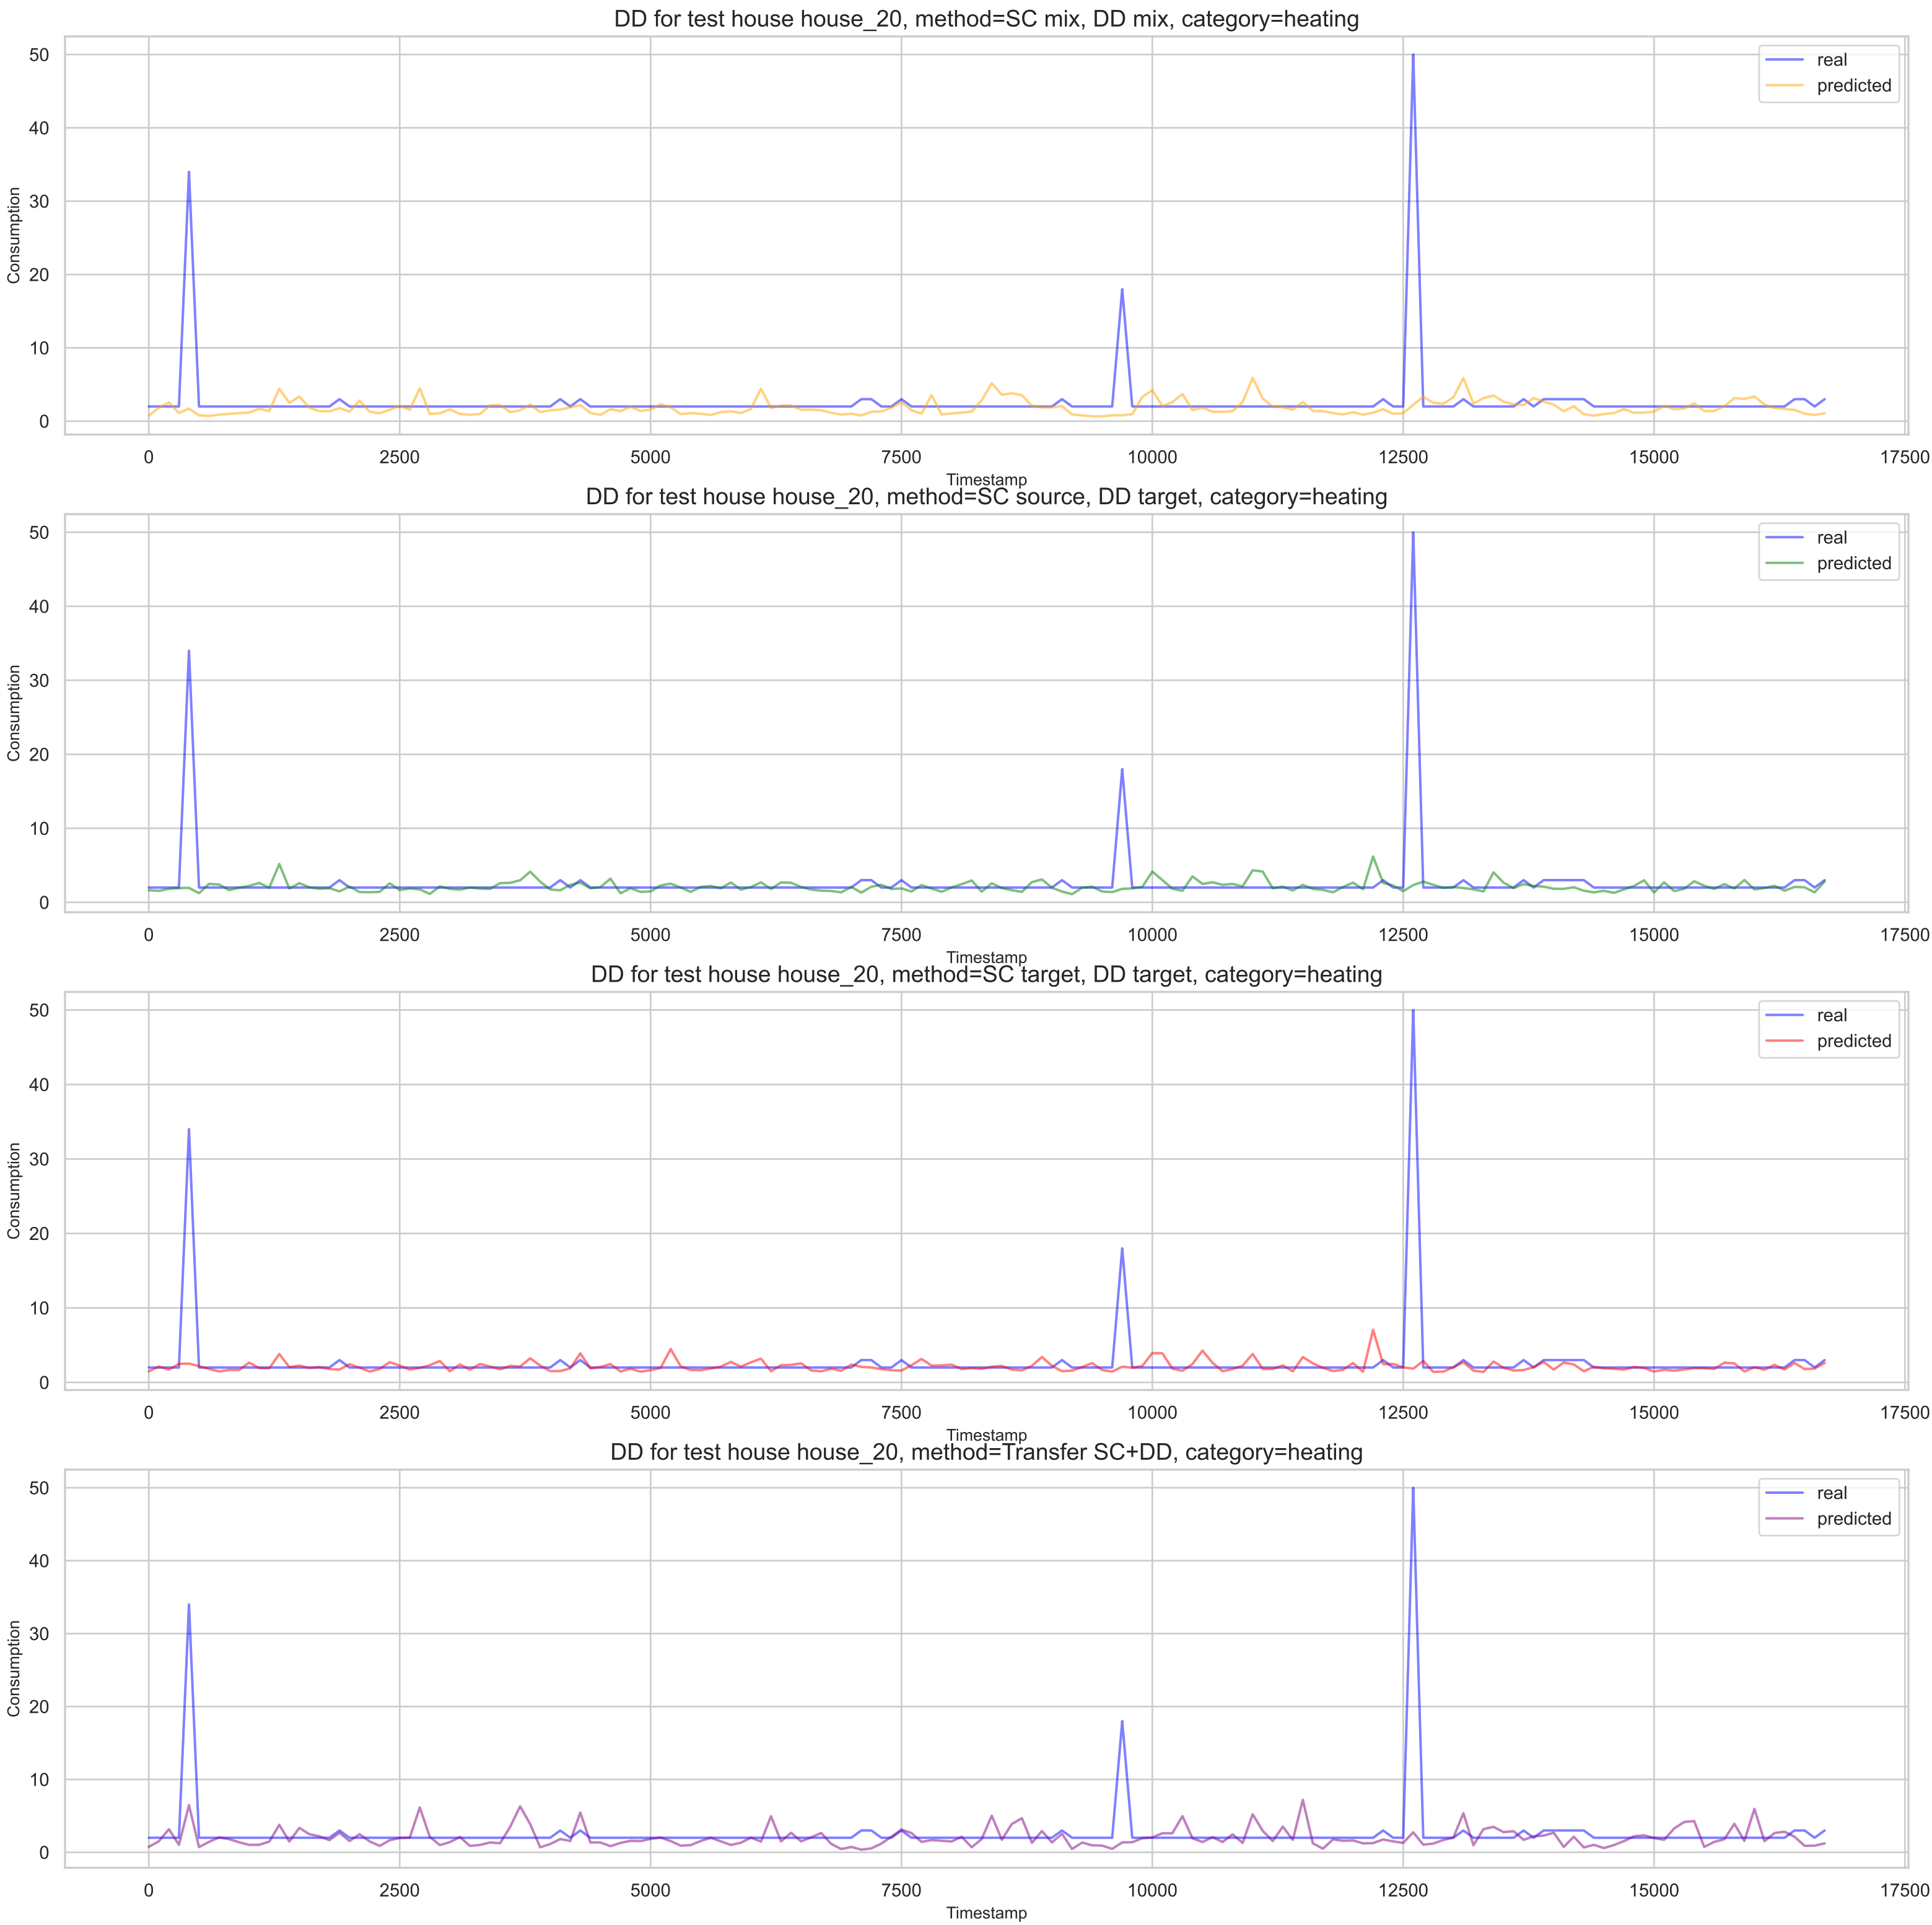 DD for test house house_20, method=SC mix, DD mix, category=heating
50
40
30
20
10
0
Consumption
real
predicted
0 2500 5000 7500 10000 12500 15000 17500
Timestamp
DD for test house house_20, method=SC source, DD target, category=heating
50
40
30
20
10
0
Consumption
real
predicted
0 2500 5000 7500 10000 12500 15000 17500
Timestamp
DD for test house house_20, method=SC target, DD target, category=heating
50
40
30
20
10
0
Consumption
real
predicted
0 2500 5000 7500 10000 12500 15000 17500
Timestamp
DD for test house house_20, method=Transfer SC+DD, category=heating
50
40
30
20
10
0
Consumption
real
predicted
0 2500 5000 7500 10000 12500 15000 17500
Timestamp